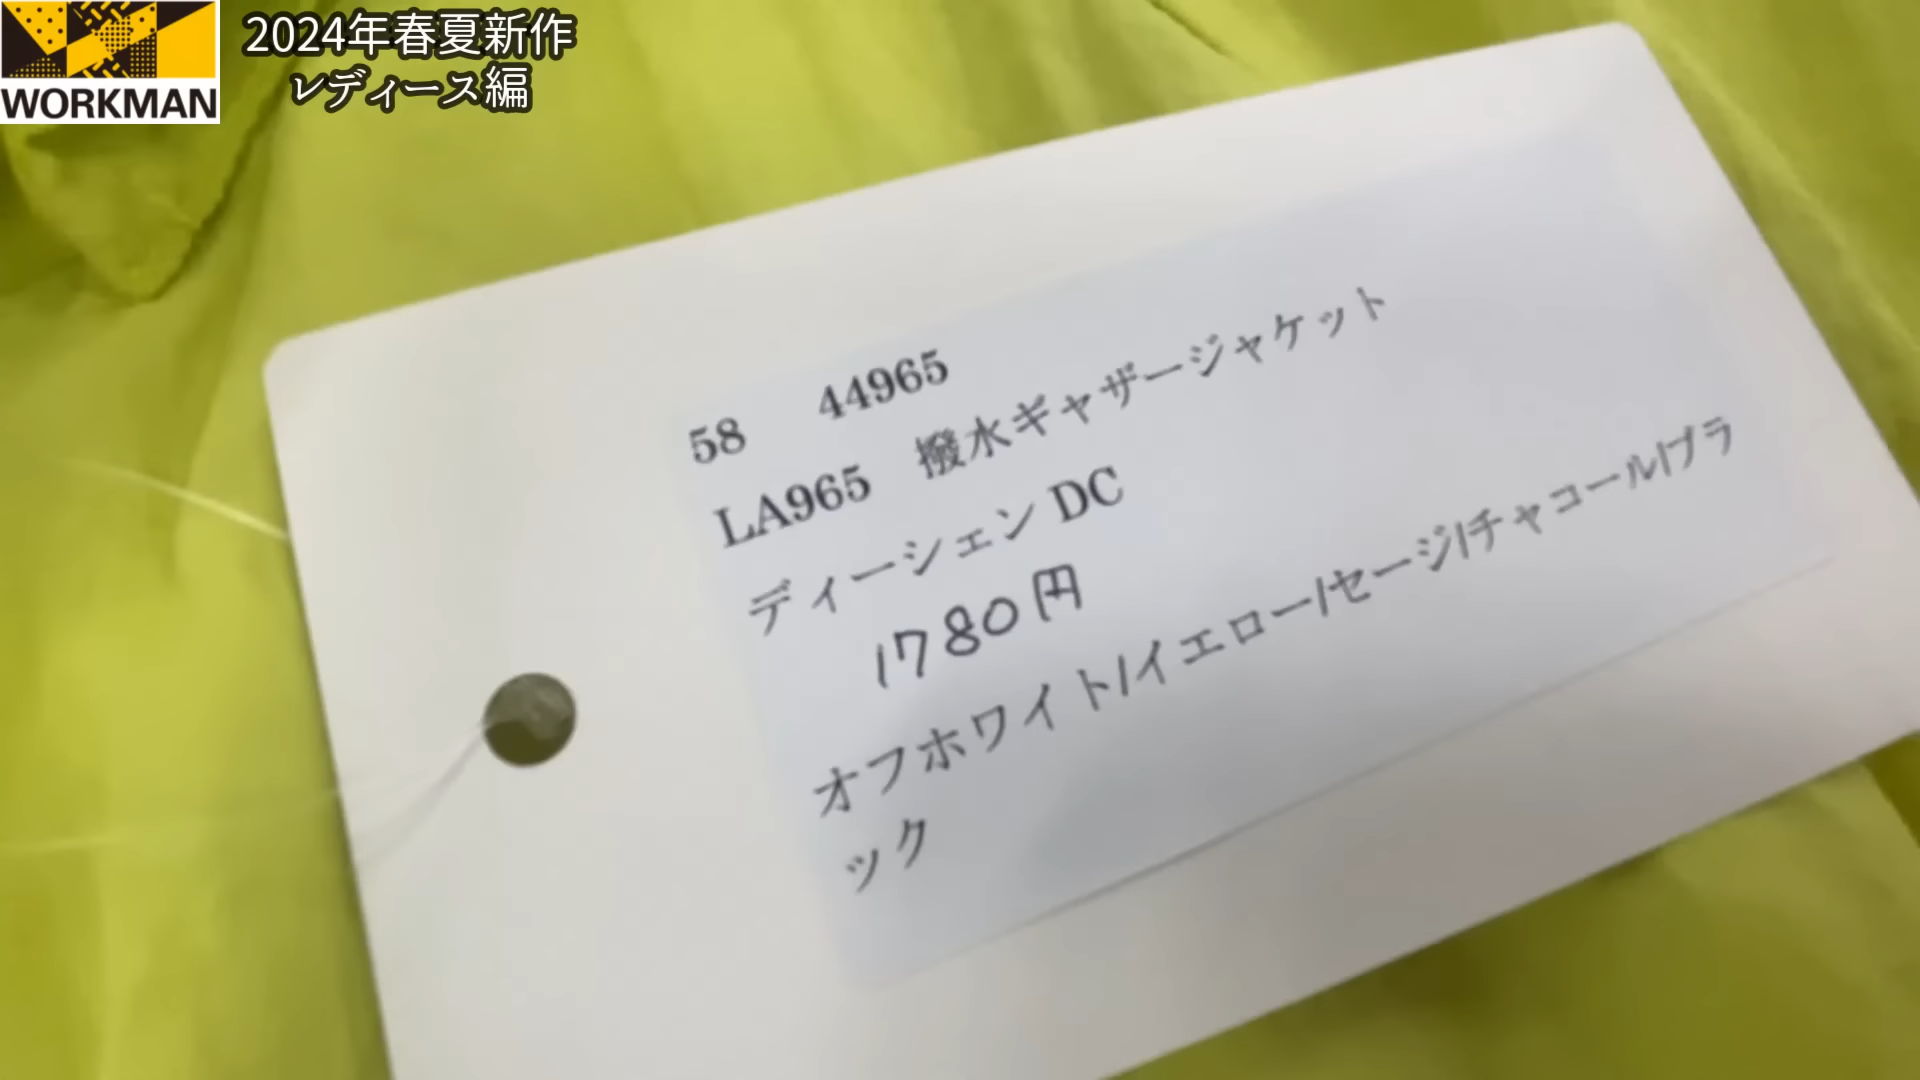 WORKMAN
2024年春夏新作
レディース編
58 44965
LA965 撥水ギャザージャケット
ディーシェン DC
1780円
オフホワイト/イエロー/セージ/チャコール/ブラ
ック